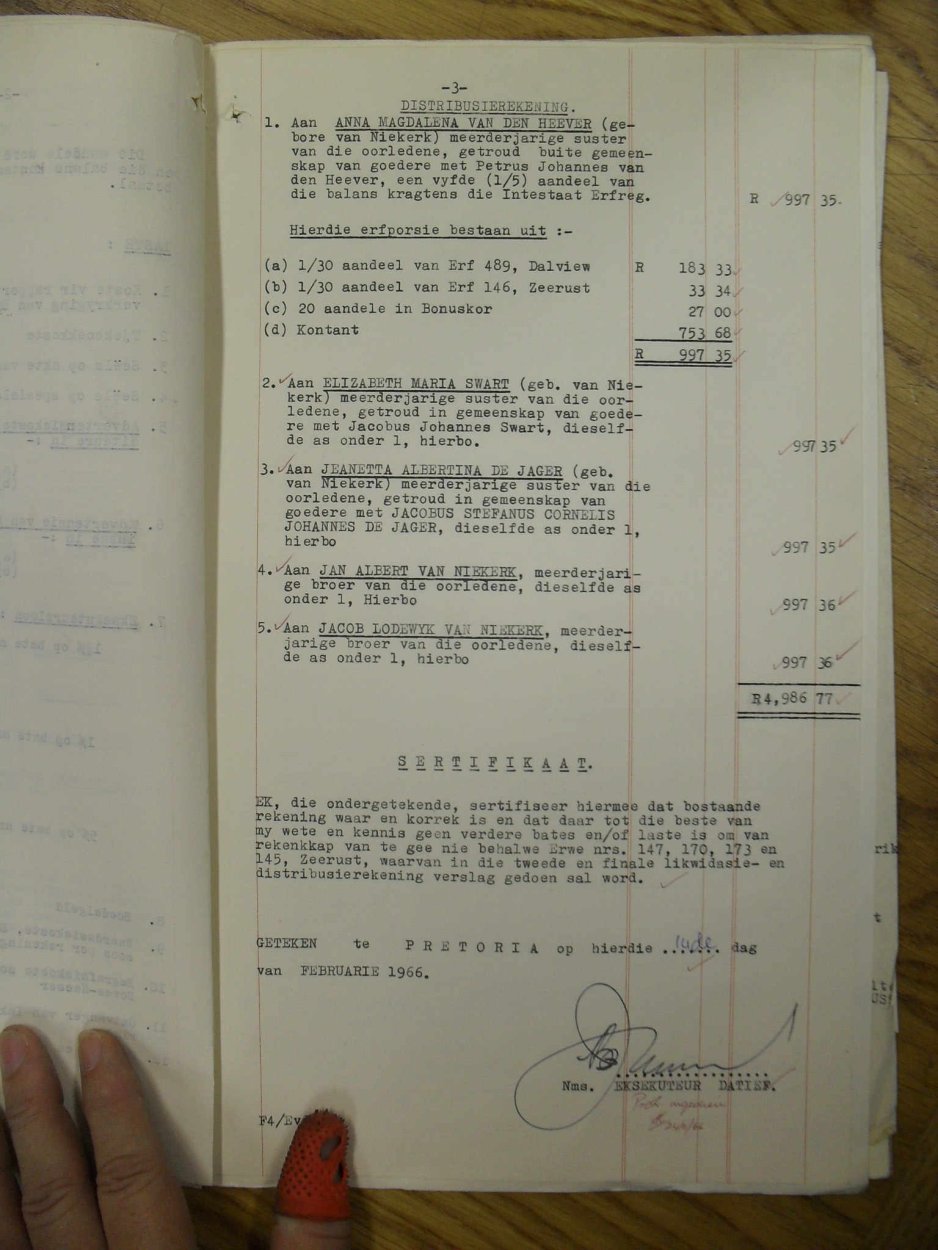 -3-
DISTRIBUSIEREKENING.
1. Aan ANNA MAGDALENA VAN DEN HEEVER (ge-
bore van Niekerk) meerderjarige suster
van die oorledene, getroud buite gemeen-
skap van goedere met Petrus Johannes van
den Heever, een vyfde (1/5) aandeel van
die balans kragtens die Intestaat Erfreg. R 997 35.
Hierdie erfporsie bestaan uit :-
(a) 1/30 aandeel van Erf 489, Dalview R 183 33
(b) 1/30 aandeel van Erf 146, Zeerust 33 34
(c) 20 aandele in Bonuskor 27 00
(d) Kontant 753 68
R 997 35
2. Aan ELIZABETH MARIA SWART (geb. van Nie-
kerk) meerderjarige suster van die oor-
ledene, getroud in gemeenskap van goede-
re met Jacobus Johannes Swart, dieself-
de as onder 1, hierbo. 997 35
3. Aan JEANETTA ALBERTINA DE JAGER (geb.
van Niekerk) meerderjarige suster van die
oorledene, getroud in gemeenskap van
goedere met JACOBUS STEFANUS CORNELIS
JOHANNES DE JAGER, dieselfde as onder 1,
hierbo 997 35
4. Aan JAN ALBERT VAN NIEKERK, meerderjari-
ge broer van die oorledene, dieselfde as
onder 1, Hierbo 997 36
5. Aan JACOB LODEWYK VAN NIEKERK, meerder-
jarige broer van die oorledene, dieself-
de as onder 1, hierbo 997 36
R4,986 77
SERTIFIKAAT.
EK, die ondergetekende, sertifiseer hiermee dat bostaande
rekening waar en korrek is en dat daar tot die beste van
my wete en kennis geen verdere bates en/of laste is om van
rekenkkap van te gee nie behalwe Erwe nrs. 147, 170, 173 en
145, Zeerust, waarvan in die tweede en finale likwidasie- en
distribusierekening verslag gedoen sal word.
GETEKEN te PRETORIA op hierdie ....... dag
van FEBRUARIE 1966.
Nms. EKSEKUTEUR DATIEF.
F4/Ev